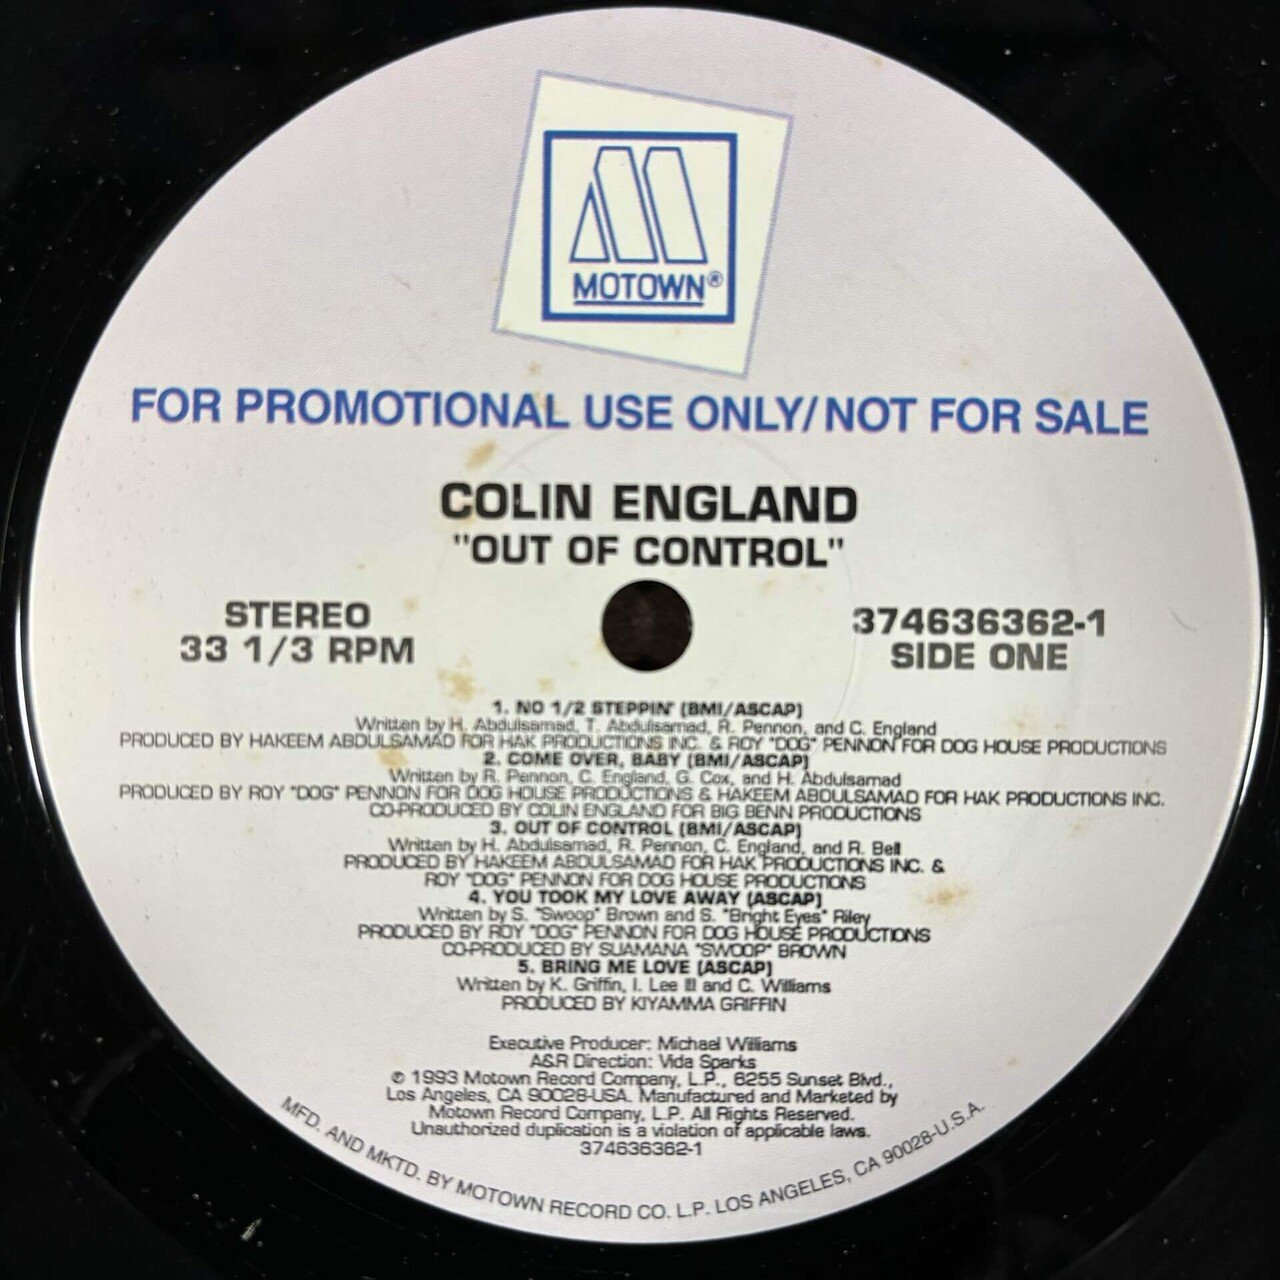 MOTOWN®
FOR PROMOTIONAL USE ONLY/NOT FOR SALE
COLIN ENGLAND
"OUT OF CONTROL"
STEREO
33 1/3 RPM
374636362-1
SIDE ONE
1. NO 1/2 STEPPIN' (BMI/ASCAP)
Written by H. Abdulsamad, T. Abdulsamad, R. Pennon, and C. England
PRODUCED BY HAKEEM ABDULSAMAD FOR HAK PRODUCTIONS INC. & ROY "DOG" PENNON FOR DOG HOUSE PRODUCTIONS
2. COME OVER, BABY (BMI/ASCAP)
Written by R. Pennon, C. England, G. Cox, and H. Abdulsamad
PRODUCED BY ROY "DOG" PENNON FOR DOG HOUSE PRODUCTIONS & HAKEEM ABDULSAMAD FOR HAK PRODUCTIONS INC.
CO-PRODUCED BY COLIN ENGLAND FOR BIG BENN PRODUCTIONS
3. OUT OF CONTROL (BMI/ASCAP)
Written by H. Abdulsamad, R. Pennon, C. England, and R. Bell
PRODUCED BY HAKEEM ABDULSAMAD FOR HAK PRODUCTIONS INC. &
ROY "DOG" PENNON FOR DOG HOUSE PRODUCTIONS
4. YOU TOOK MY LOVE AWAY (ASCAP)
Written by S. "Swoop" Brown and S. "Bright Eyes" Riley
PRODUCED BY ROY "DOG" PENNON FOR DOG HOUSE PRODUCTIONS
CO-PRODUCED BY SUAMANA "SWOOP" BROWN
5. BRING ME LOVE (ASCAP)
Written by K. Griffin, I. Lee III and C. Williams
PRODUCED BY KIYAMMA GRIFFIN
Executive Producer: Michael Williams
A&R Direction: Vida Sparks
℗ 1993 Motown Record Company, L.P., 6255 Sunset Blvd.,
Los Angeles, CA 90028-USA. Manufactured and Marketed by
Motown Record Company, L.P. All Rights Reserved.
Unauthorized duplication is a violation of applicable laws.
374636362-1
MFD. AND MKTD. BY MOTOWN RECORD CO. L.P. LOS ANGELES, CA 90028-U.S.A.